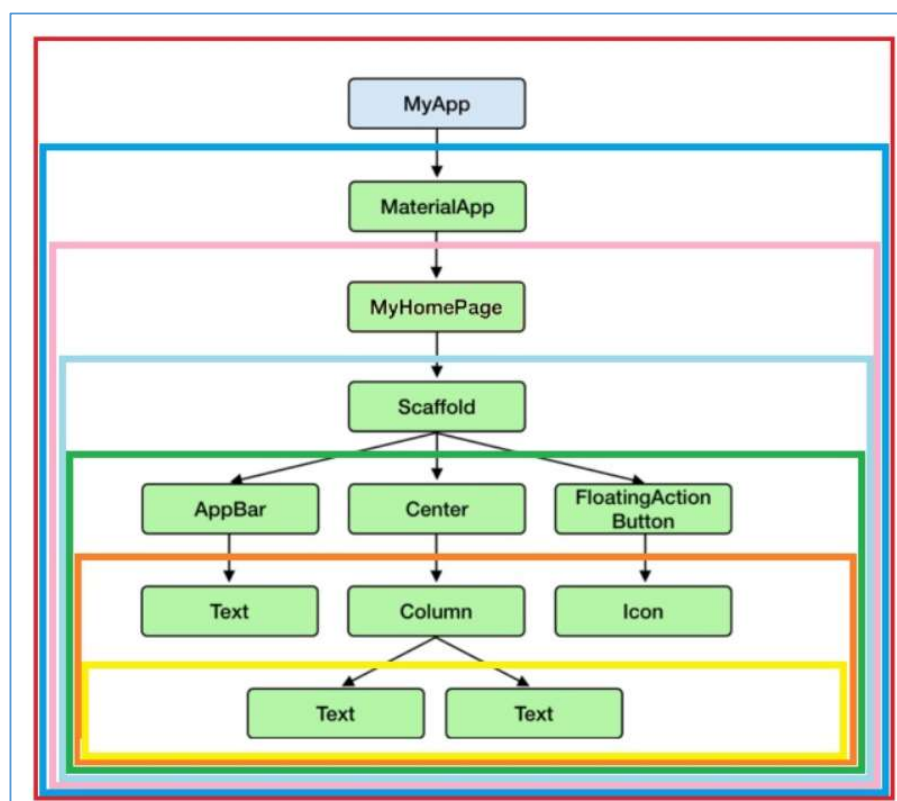 MyApp
MaterialApp
MyHomePage
Scaffold
AppBar
Center
FloatingAction
Button
Text
Column
Icon
Text
Text